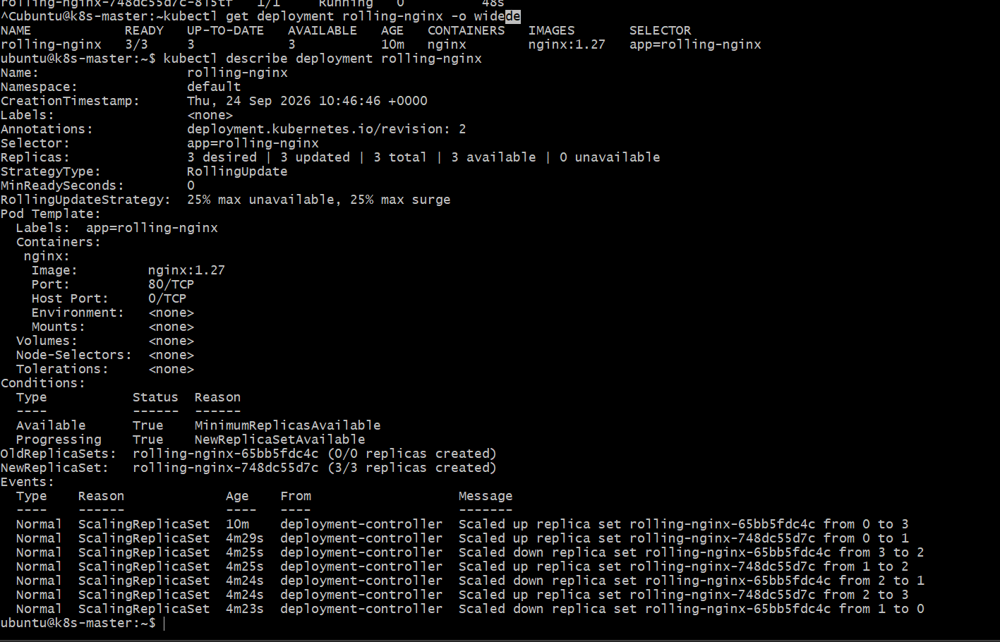 rolling-nginx-748dc55d7c-8l5tf   1/1     Running   0          48s
^Cubuntu@k8s-master:~kubectl get deployment rolling-nginx -o widede
NAME            READY   UP-TO-DATE   AVAILABLE   AGE   CONTAINERS   IMAGES       SELECTOR
rolling-nginx   3/3     3            3           10m   nginx        nginx:1.27   app=rolling-nginx
ubuntu@k8s-master:~$ kubectl describe deployment rolling-nginx
Name:                   rolling-nginx
Namespace:              default
CreationTimestamp:      Thu, 24 Sep 2026 10:46:46 +0000
Labels:                 <none>
Annotations:            deployment.kubernetes.io/revision: 2
Selector:               app=rolling-nginx
Replicas:               3 desired | 3 updated | 3 total | 3 available | 0 unavailable
StrategyType:           RollingUpdate
MinReadySeconds:        0
RollingUpdateStrategy:  25% max unavailable, 25% max surge
Pod Template:
  Labels:  app=rolling-nginx
  Containers:
   nginx:
    Image:         nginx:1.27
    Port:          80/TCP
    Host Port:     0/TCP
    Environment:   <none>
    Mounts:        <none>
  Volumes:         <none>
  Node-Selectors:  <none>
  Tolerations:     <none>
Conditions:
  Type           Status  Reason
  ----           ------  ------
  Available      True    MinimumReplicasAvailable
  Progressing    True    NewReplicaSetAvailable
OldReplicaSets:  rolling-nginx-65bb5fdc4c (0/0 replicas created)
NewReplicaSet:   rolling-nginx-748dc55d7c (3/3 replicas created)
Events:
  Type    Reason             Age    From                   Message
  ----    ------             ----   ----                   -------
  Normal  ScalingReplicaSet  10m    deployment-controller  Scaled up replica set rolling-nginx-65bb5fdc4c from 0 to 3
  Normal  ScalingReplicaSet  4m29s  deployment-controller  Scaled up replica set rolling-nginx-748dc55d7c from 0 to 1
  Normal  ScalingReplicaSet  4m25s  deployment-controller  Scaled down replica set rolling-nginx-65bb5fdc4c from 3 to 2
  Normal  ScalingReplicaSet  4m25s  deployment-controller  Scaled up replica set rolling-nginx-748dc55d7c from 1 to 2
  Normal  ScalingReplicaSet  4m24s  deployment-controller  Scaled down replica set rolling-nginx-65bb5fdc4c from 2 to 1
  Normal  ScalingReplicaSet  4m24s  deployment-controller  Scaled up replica set rolling-nginx-748dc55d7c from 2 to 3
  Normal  ScalingReplicaSet  4m23s  deployment-controller  Scaled down replica set rolling-nginx-65bb5fdc4c from 1 to 0
ubuntu@k8s-master:~$